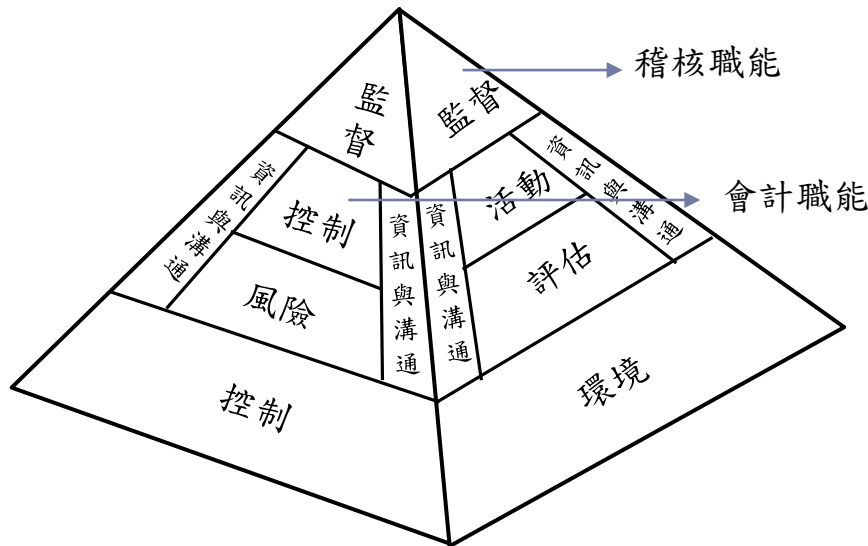 監督
監督
稽核職能
資訊與溝通
控制
資訊與溝通
資訊與溝通
活動
資訊與溝通
會計職能
風險
評估
控制
環境